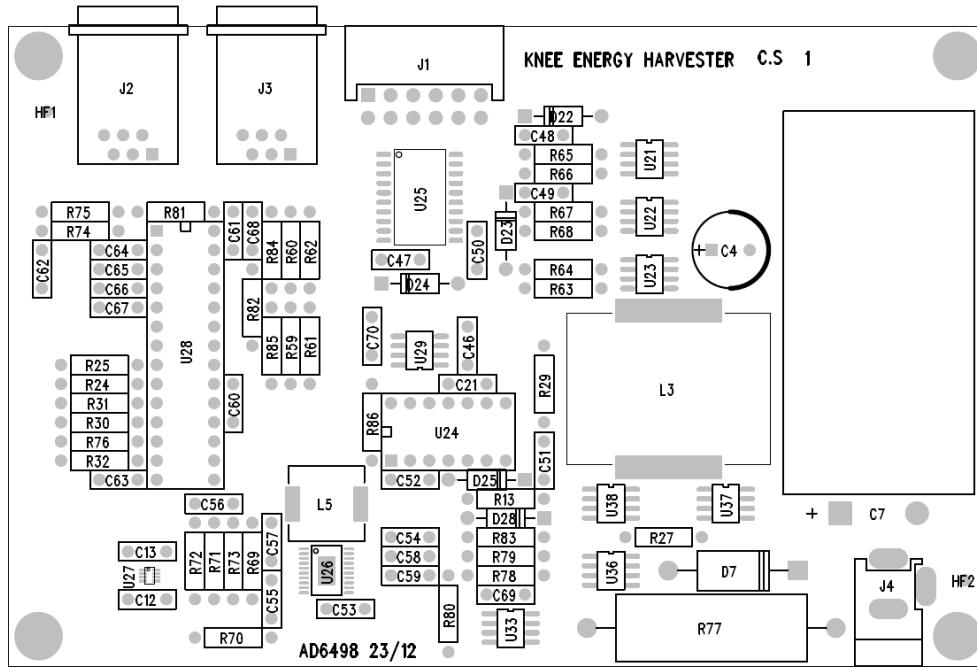 J2
J3
J1
KNEE ENERGY HARVESTER C.S 1
HF1
D22
C48
R65
R66
U21
C49
R67
R68
U22
U25
D23
C50
C47
D24
R64
R63
U23
C4
+
R75
R74
R81
C62
C64
C65
C66
C67
C61
C68
R84
R60
R62
R82
R85
R59
R61
U28
C60
R25
R24
R31
R30
R76
R32
C63
C70
U29
C46
C21
R86
U24
R29
L3
C52
D25
C51
R13
D28
U38
U37
+
C7
L5
C56
C54
C58
C59
R83
R79
R78
C69
R27
C13
U27
C12
R72
R71
R73
R69
C57
C55
U26
C53
R80
U33
U36
D7
J4
HF2
R70
R77
AD6498 23/12